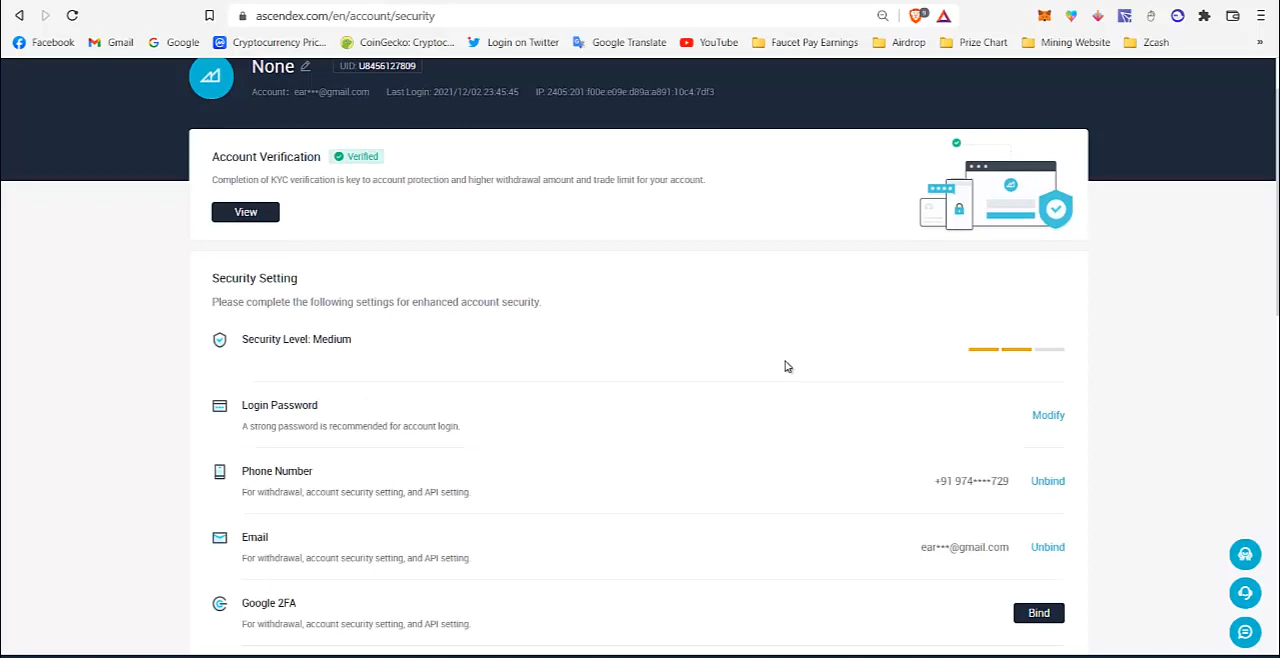 ascendex.com/en/account/security
9
Facebook
Gmail
Google
Cryptocurrency Pric...
CoinGecko: Cryptoc...
Login on Twitter
Google Translate
YouTube
Faucet Pay Earnings
Airdrop
Prize Chart
Mining Website
Zcash
»
None
UID: U8456127809
Account: ear***@gmail.com
Last Login: 2021/12/02 23:45:45
IP: 2405:201:f00e:e09e:d89a:a891:10c4:7df3
Account Verification
Verified
Completion of KYC verification is key to account protection and higher withdrawal amount and trade limit for your account.
View
Security Setting
Please complete the following settings for enhanced account security.
Security Level: Medium
Login Password
A strong password is recommended for account login.
Modify
Phone Number
For withdrawal, account security setting, and API setting.
+91 974****729
Unbind
Email
For withdrawal, account security setting, and API setting.
ear***@gmail.com
Unbind
Google 2FA
For withdrawal, account security setting, and API setting.
Bind